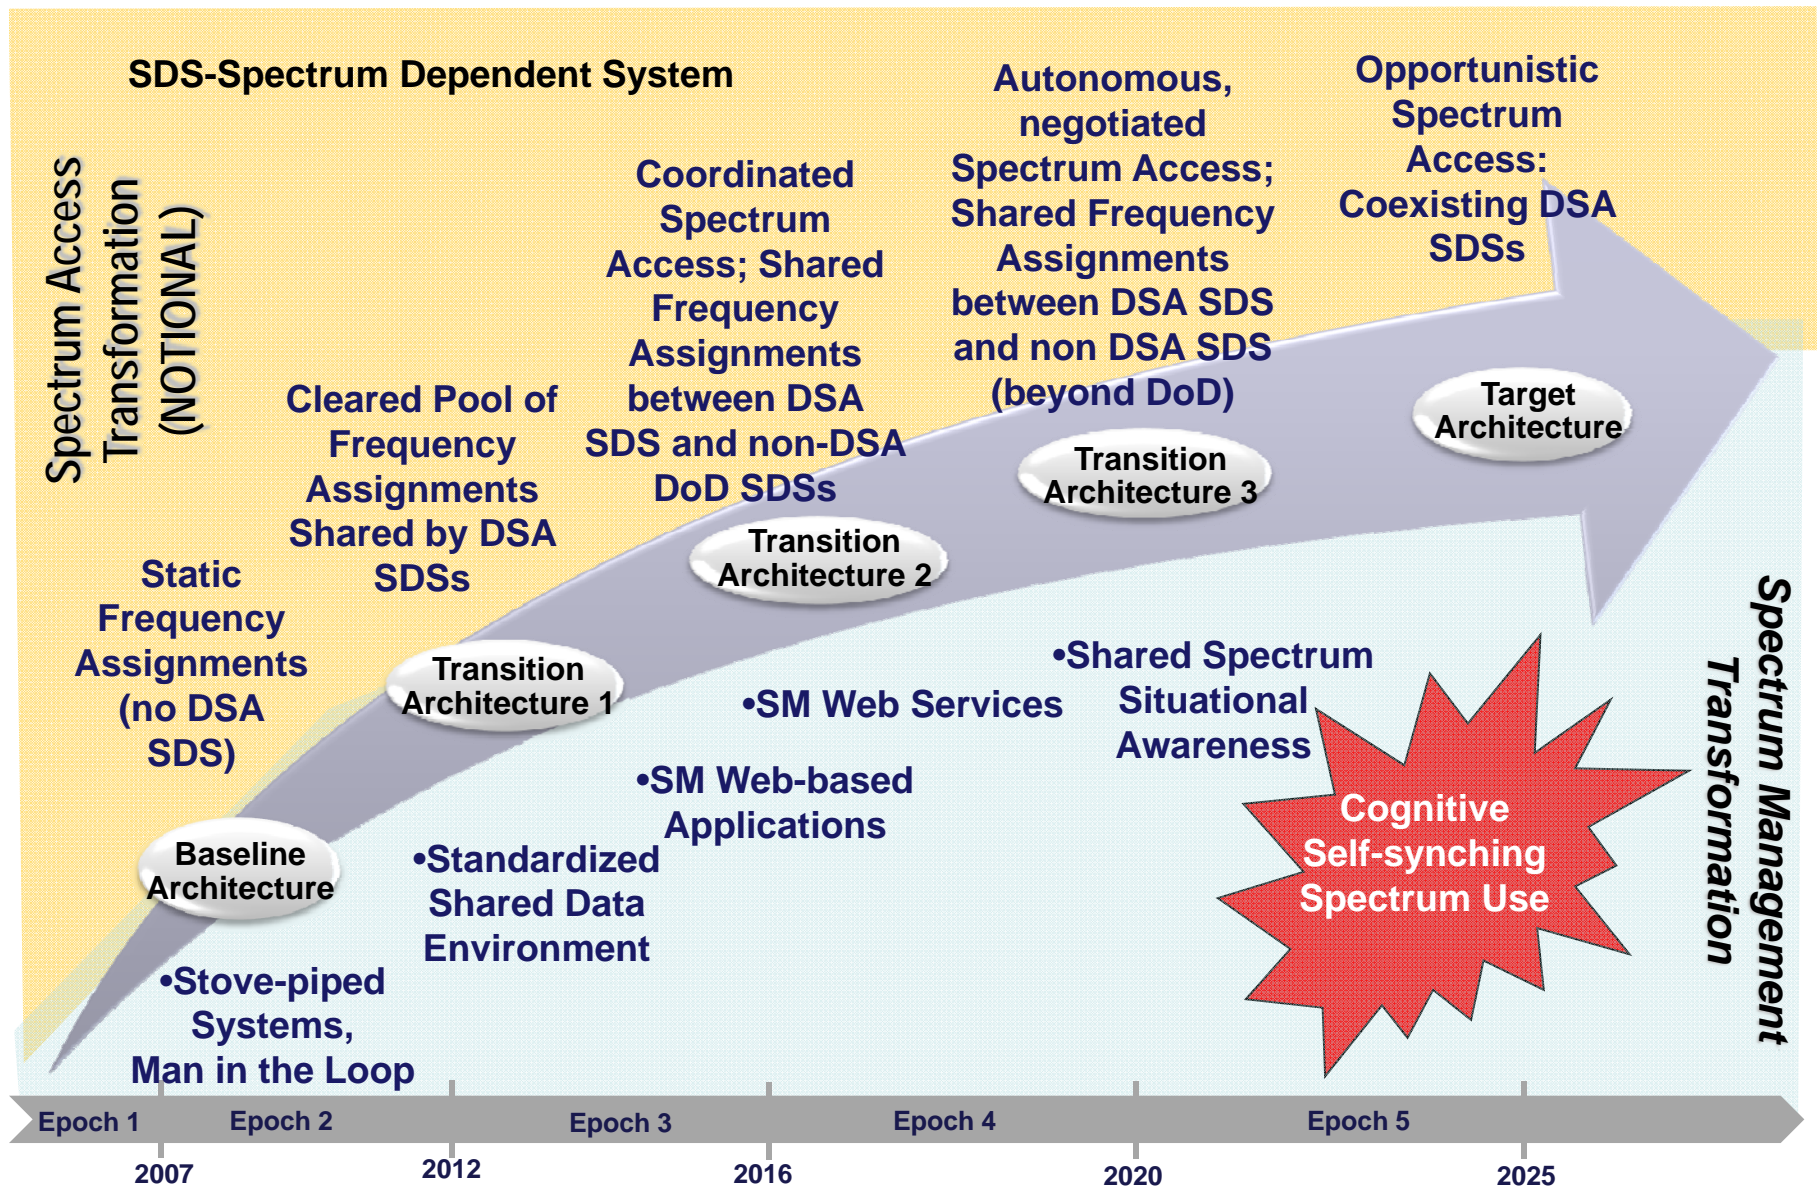 SDS-Spectrum Dependent System
Spectrum Access
Transformation
(NOTIONAL)
Static
Frequency
Assignments
(no DSA
SDS)
Cleared Pool of
Frequency
Assignments
Shared by DSA
SDSs
Coordinated
Spectrum
Access; Shared
Frequency
Assignments
between DSA
SDS and non-DSA
DoD SDSs
Autonomous,
negotiated
Spectrum Access;
Shared Frequency
Assignments
between DSA SDS
and non DSA SDS
(beyond DoD)
Opportunistic
Spectrum
Access:
Coexisting DSA
SDSs
Baseline
Architecture
Transition
Architecture 1
Transition
Architecture 2
Transition
Architecture 3
Target
Architecture
•Stove-piped
Systems,
Man in the Loop
•Standardized
Shared Data
Environment
•SM Web-based
Applications
•SM Web Services
•Shared Spectrum
Situational
Awareness
Cognitive
Self-synching
Spectrum Use
Spectrum Management
Transformation
Epoch 1 Epoch 2 Epoch 3 Epoch 4 Epoch 5
2007 2012 2016 2020 2025